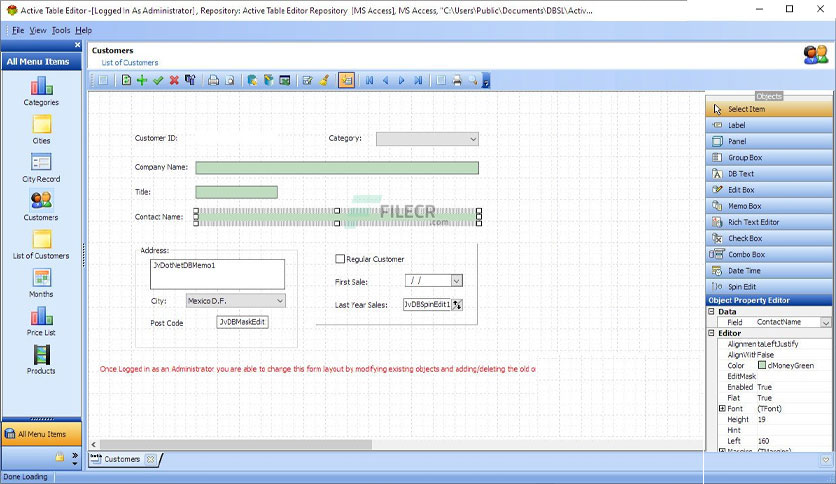 Active Table Editor -[Logged In As Administrator] , Repository: Active Table Editor Repository [MS Access], MS Access, "C:\Users\Public\Documents\DBSL\Activ...
File View Tools Help
All Menu Items
Categories
Cities
City Record
Customers
List of Customers
Months
Price List
Products
All Menu Items
Done Loading
Customers
List of Customers
Customer ID:
Category:
Company Name:
Title:
Contact Name:
FILECR
.com
Address:
JvDotNetDBMemo1
City:
Mexico D.F.
Post Code
JvDBMaskEdit
Regular Customer
First Sale:
/ /
Last Year Sales:
JvDBSpinEdit1
Once Logged in as an Administrator you are able to change this form layout by modifying existing objects and adding/deleting the old o
Customers
Objects
Select Item
Label
Panel
Group Box
DB Text
Edit Box
Memo Box
Rich Text Editor
Check Box
Combo Box
Date Time
Spin Edit
Object Property Editor
Data
Field ContactName
Editor
AlignmentaLeftJustify
AlignWitFalse
Color clMoneyGreen
EditMask
Enabled True
Flat True
Font (TFont)
Height 19
Hint
Left 160
Margins (TMargins)